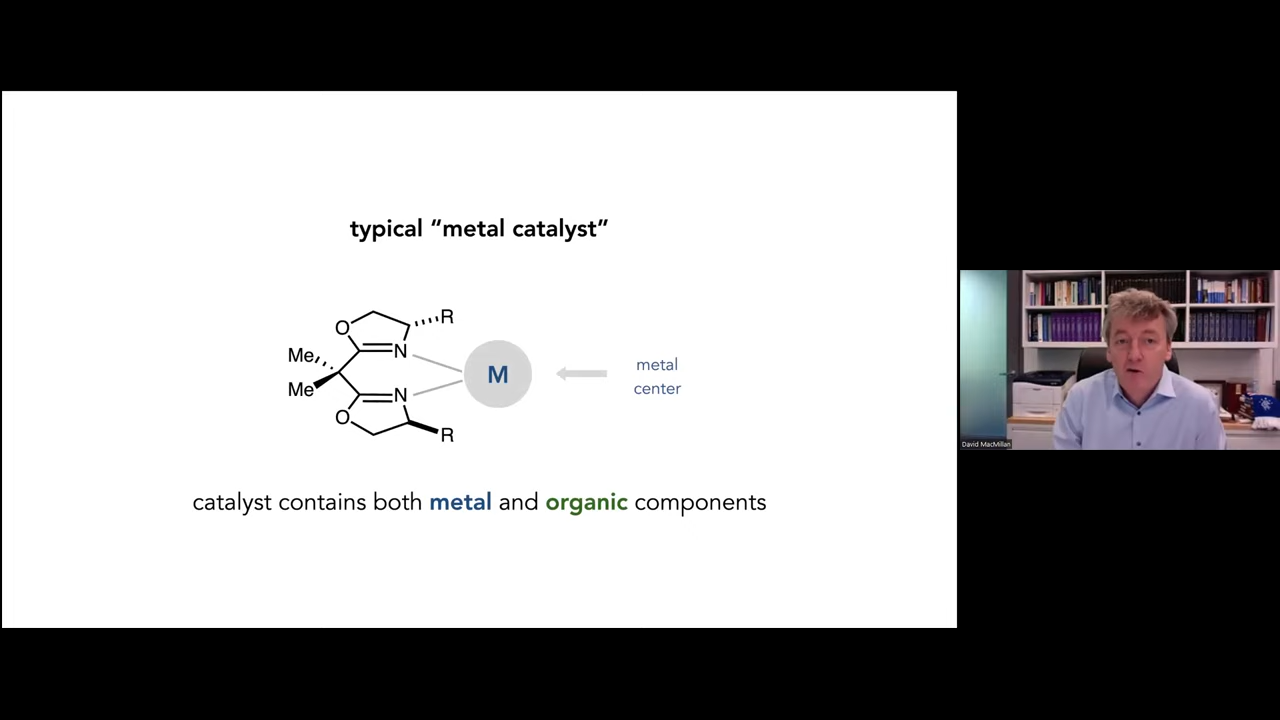 typical “metal catalyst”
O
R
N
Me
M
metal
center
Me
N
O
R
catalyst contains both metal and organic components
David MacMillan